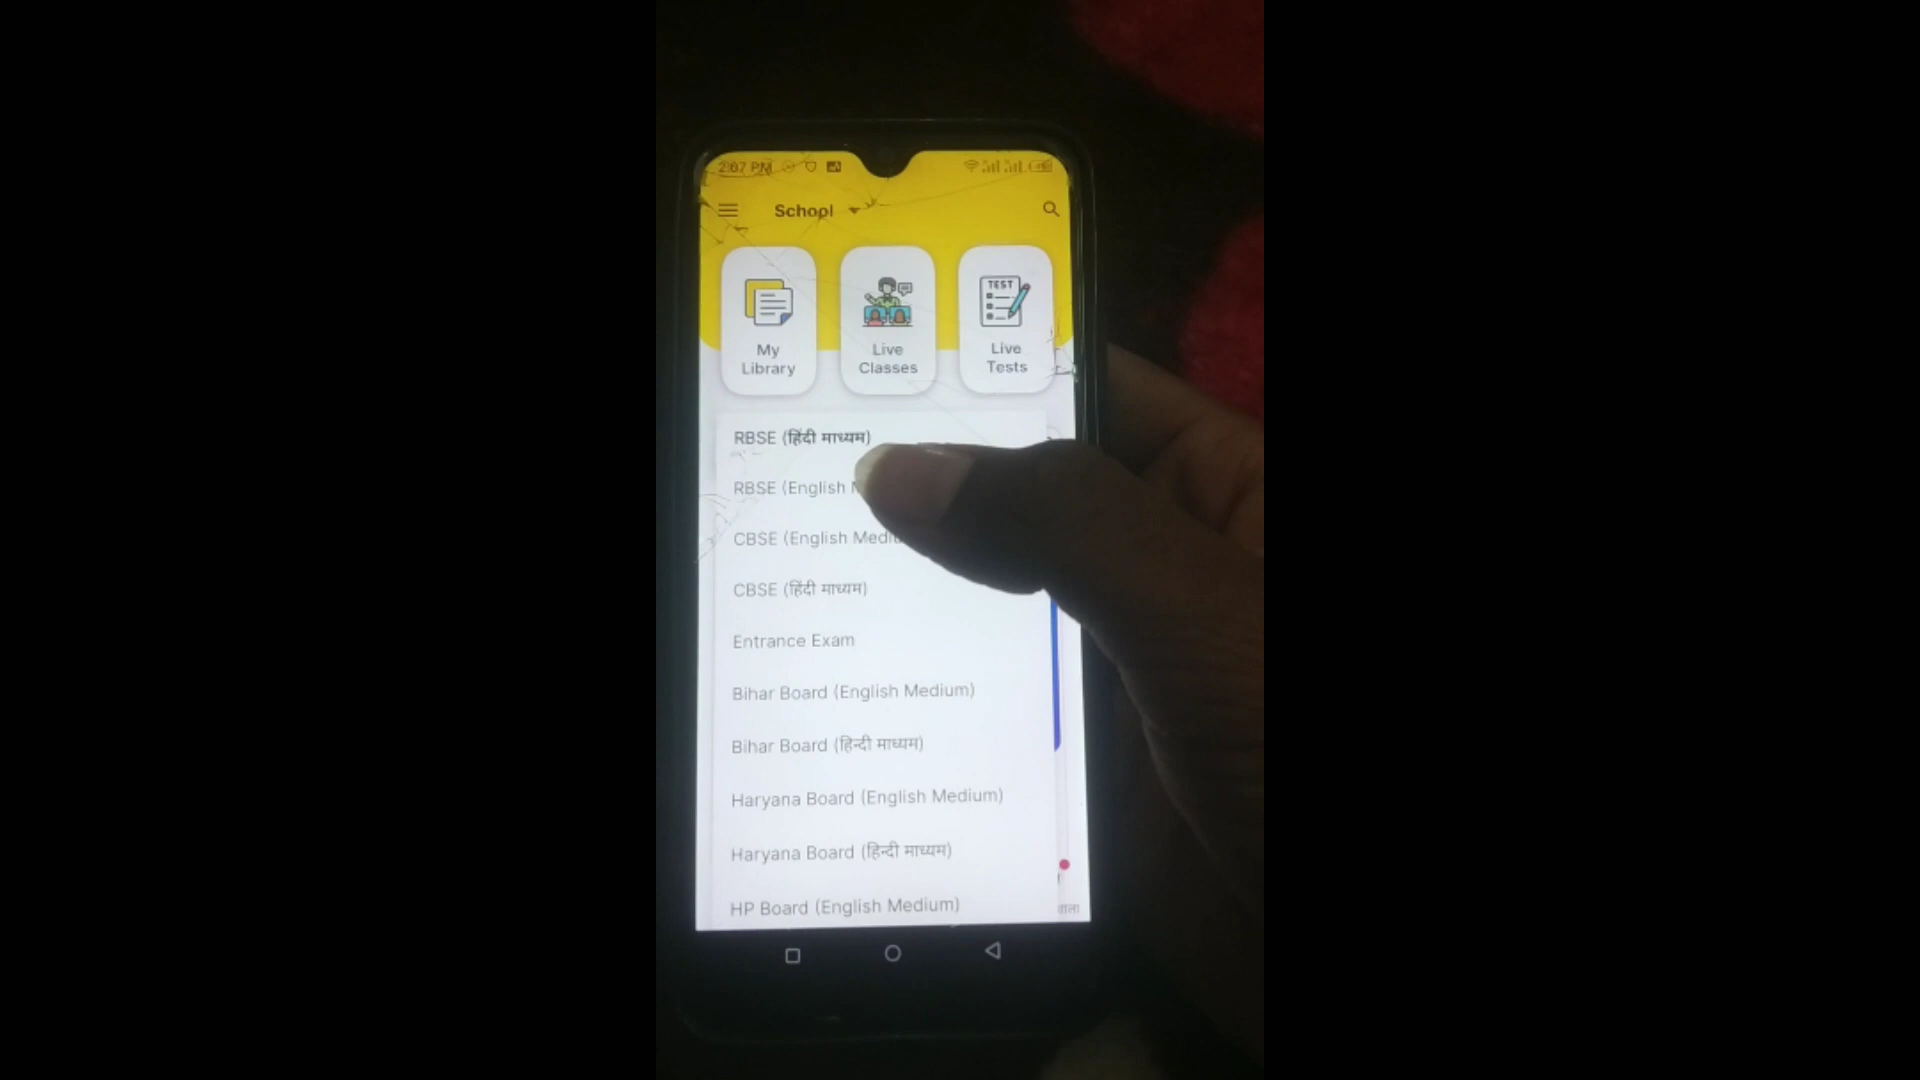 2:07 PM
School
TEST
My
Library
Live
Classes
Live
Tests
RBSE (हिंदी माध्यम)
RBSE (English
CBSE (English Mediu
CBSE (हिंदी माध्यम)
Entrance Exam
Bihar Board (English Medium)
Bihar Board (हिन्दी माध्यम)
Haryana Board (English Medium)
Haryana Board (हिन्दी माध्यम)
HP Board (English Medium)